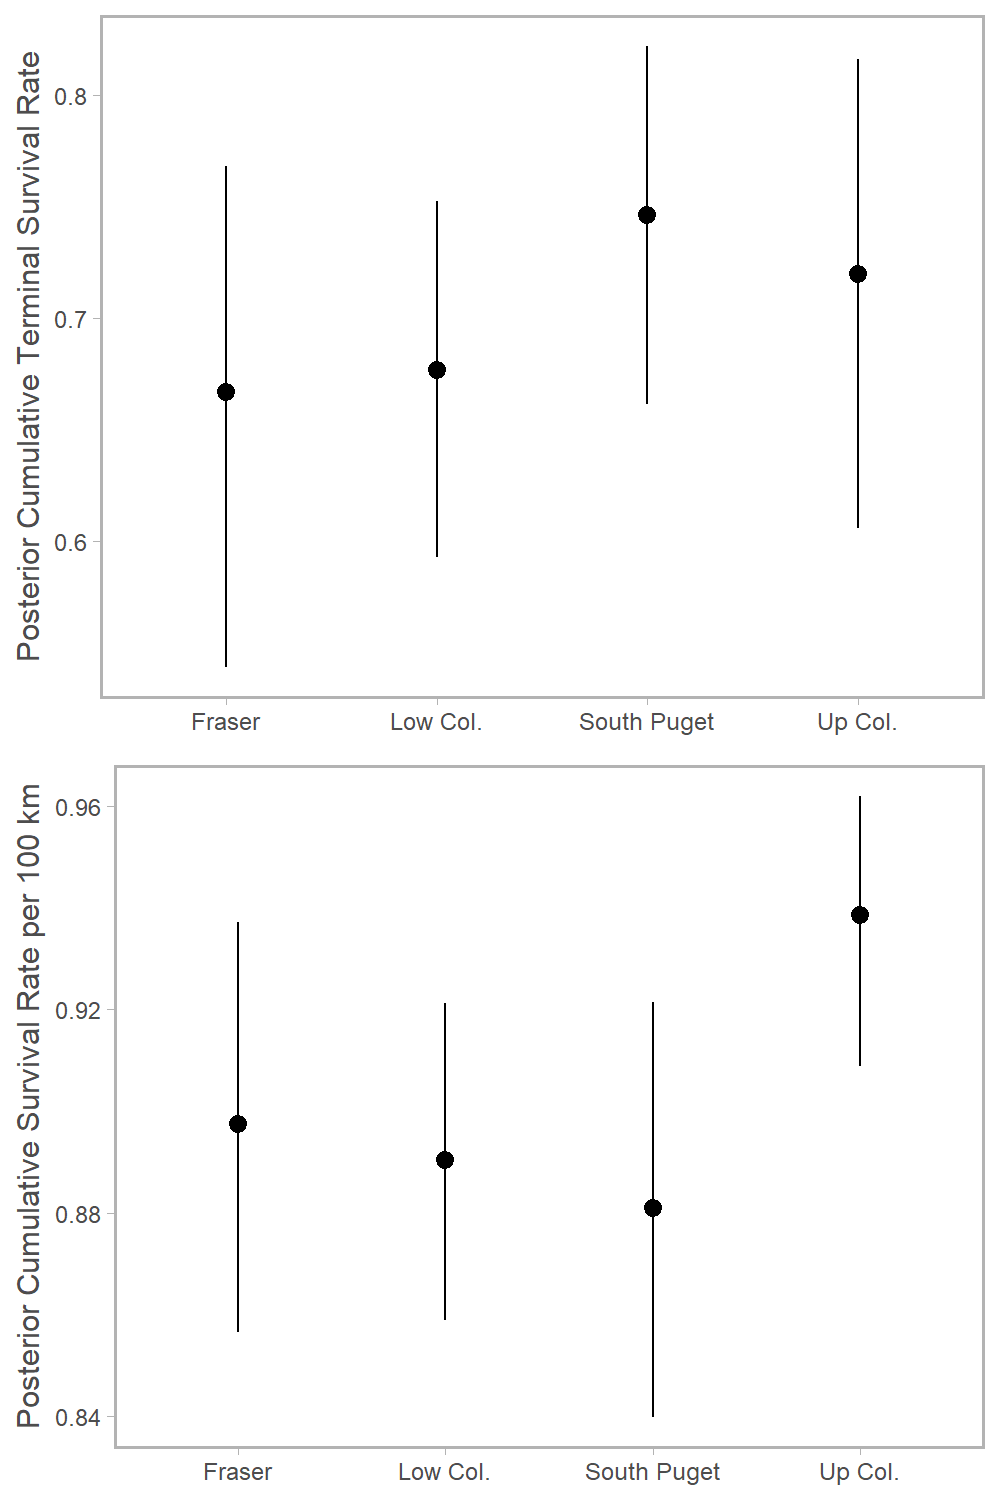 Posterior Cumulative Terminal Survival Rate
0.8
0.7
0.6
Fraser Low Col. South Puget Up Col.
Posterior Cumulative Survival Rate per 100 km
0.96
0.92
0.88
0.84
Fraser Low Col. South Puget Up Col.